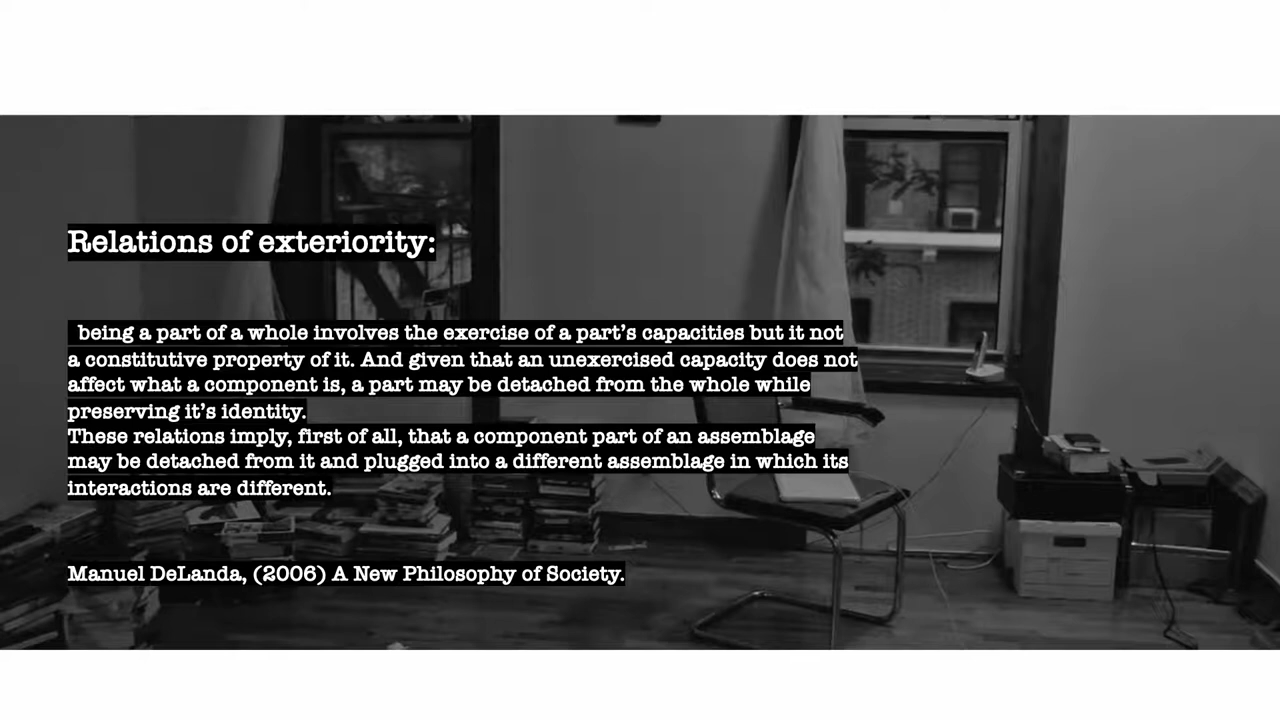 Relations of exteriority:
being a part of a whole involves the exercise of a part's capacities but it not
a constitutive property of it. And given that an unexercised capacity does not
affect what a component is, a part may be detached from the whole while
preserving it's identity.
These relations imply, first of all, that a component part of an assemblage
may be detached from it and plugged into a different assemblage in which its
interactions are different.
Manuel DeLanda, (2006) A New Philosophy of Society.